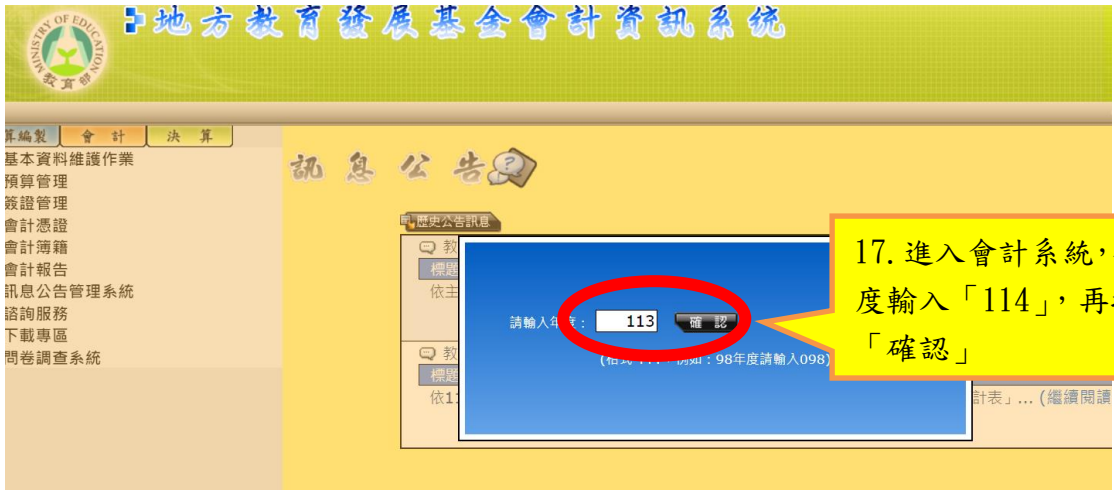 MINISTRY OF EDUCATION
教育部
地方教育發展基金會計資訊系統
算編製 會計 決算
基本資料維護作業
預算管理
簽證管理
會計憑證
會計簿籍
會計報告
訊息公告管理系統
諮詢服務
下載專區
問卷調查系統
訊息公告
歷史公告訊息
教
標題
依主
請輸入年度： 113 確認
例如：98年度請輸入098)
教
標題
依11
計表」... (繼續閱讀
17.進入會計系統，
度輸入「114」，再
「確認」